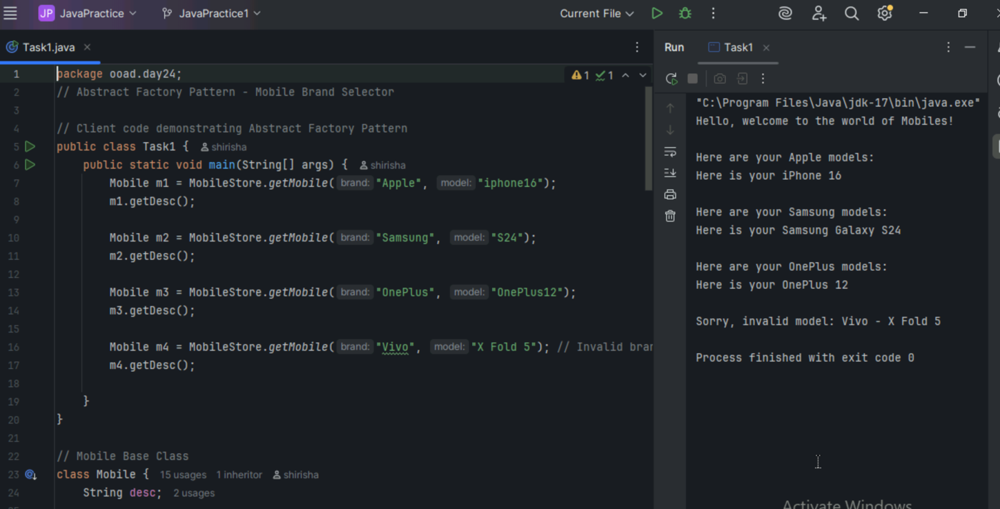 JP JavaPractice JavaPractice1 Current File
Task1.java
Run Task1
1 package ooad.day24;
1 1
2 // Abstract Factory Pattern - Mobile Brand Selector
3
4 // Client code demonstrating Abstract Factory Pattern
5 public class Task1 { shirisha
6 public static void main(String[] args) { shirisha
7 Mobile m1 = MobileStore.getMobile( brand: "Apple", model: "iphone16");
8 m1.getDesc();
9
10 Mobile m2 = MobileStore.getMobile( brand: "Samsung", model: "S24");
11 m2.getDesc();
12
13 Mobile m3 = MobileStore.getMobile( brand: "OnePlus", model: "OnePlus12");
14 m3.getDesc();
15
16 Mobile m4 = MobileStore.getMobile( brand: "Vivo", model: "X Fold 5"); // Invalid bran
17 m4.getDesc();
18
19 }
20 }
21
22 // Mobile Base Class
23 class Mobile { 15 usages 1 inheritor shirisha
24 String desc; 2 usages
"C:\Program Files\Java\jdk-17\bin\java.exe"
Hello, welcome to the world of Mobiles!
Here are your Apple models:
Here is your iPhone 16
Here are your Samsung models:
Here is your Samsung Galaxy S24
Here are your OnePlus models:
Here is your OnePlus 12
Sorry, invalid model: Vivo - X Fold 5
Process finished with exit code 0
Activate Windows